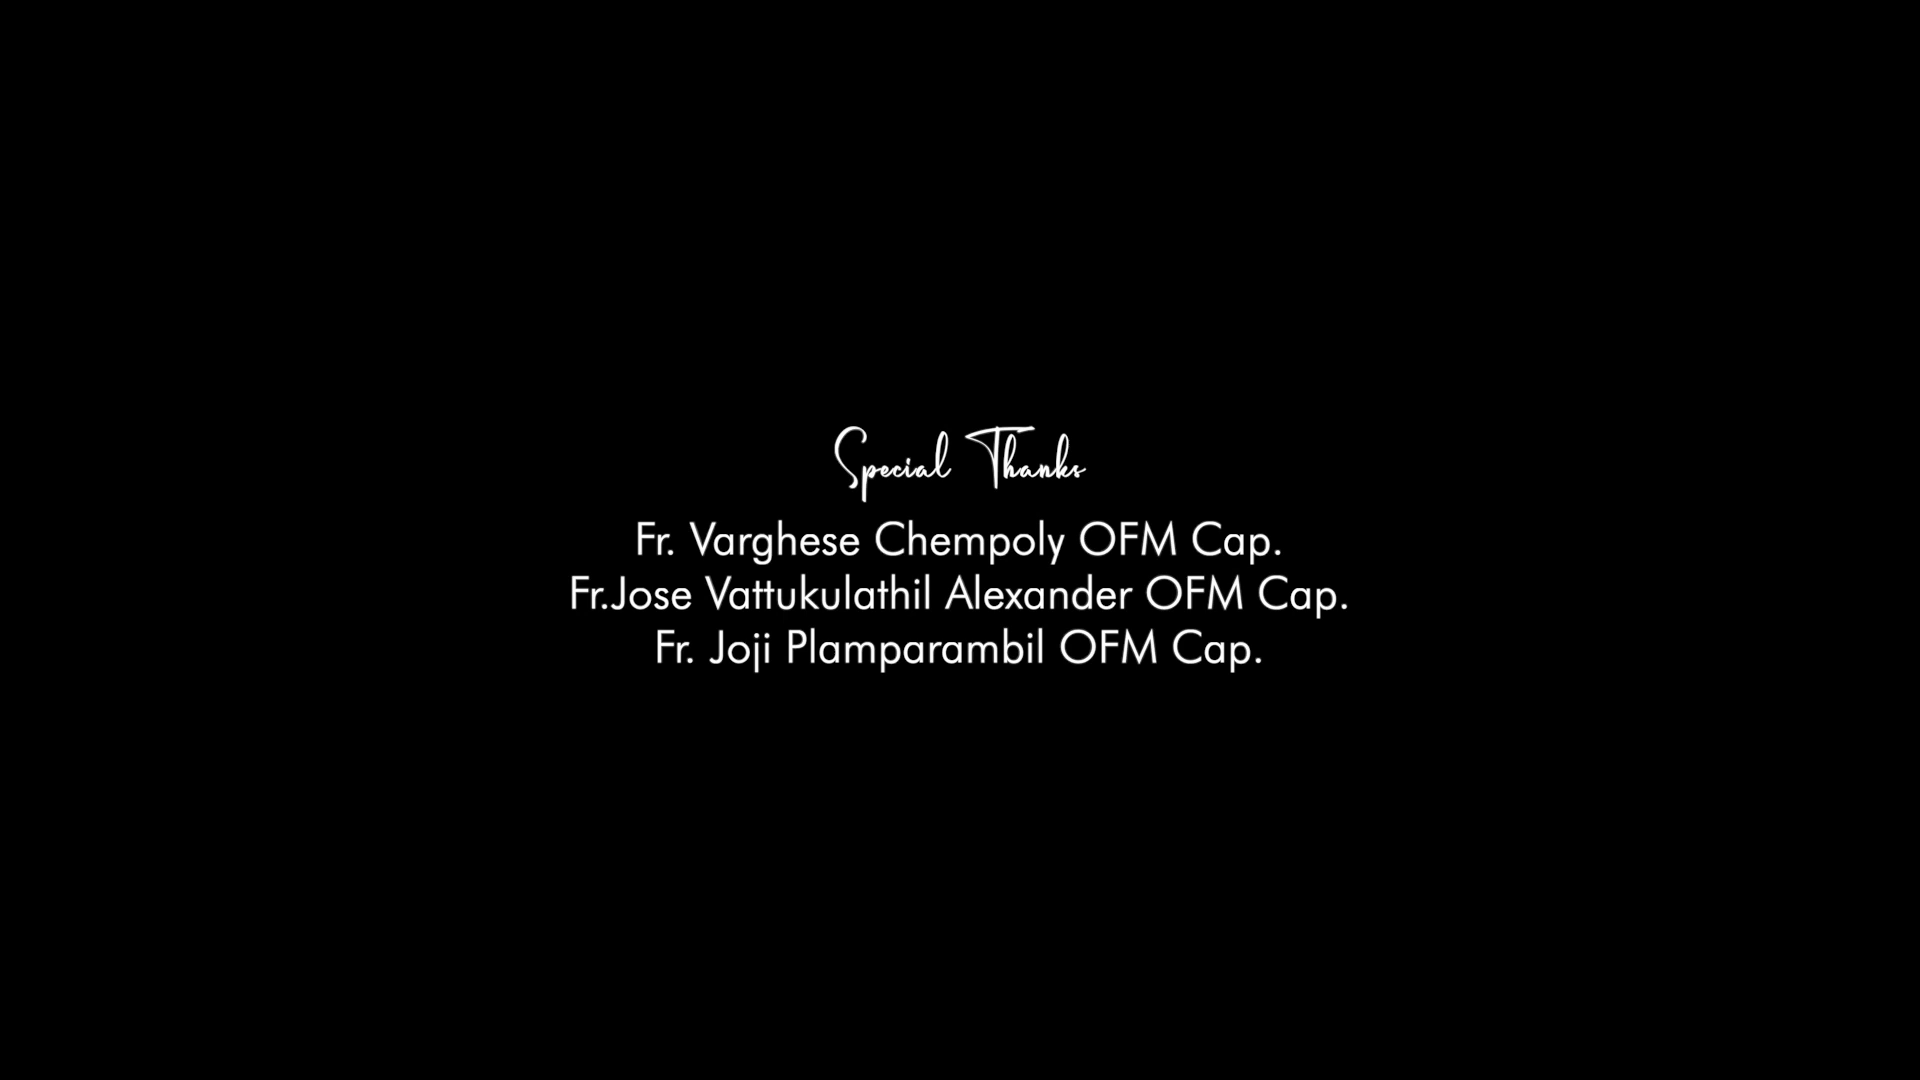 Special Thanks
Fr. Varghese Chempoly OFM Cap.
Fr.Jose Vattukulathil Alexander OFM Cap.
Fr. Joji Plamparambil OFM Cap.